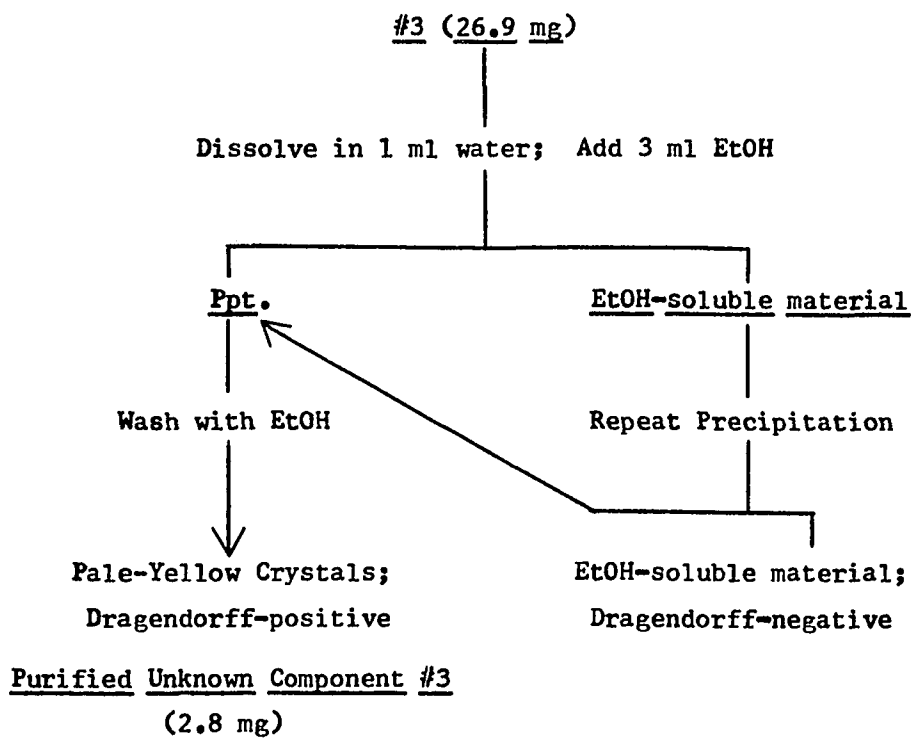 #3 (26.9 mg)
Dissolve in 1 ml water; Add 3 ml EtOH
Ppt.
EtOH-soluble material
Wash with EtOH
Repeat Precipitation
Pale-Yellow Crystals;
Dragendorff-positive
EtOH-soluble material;
Dragendorff-negative
Purified Unknown Component #3
(2.8 mg)